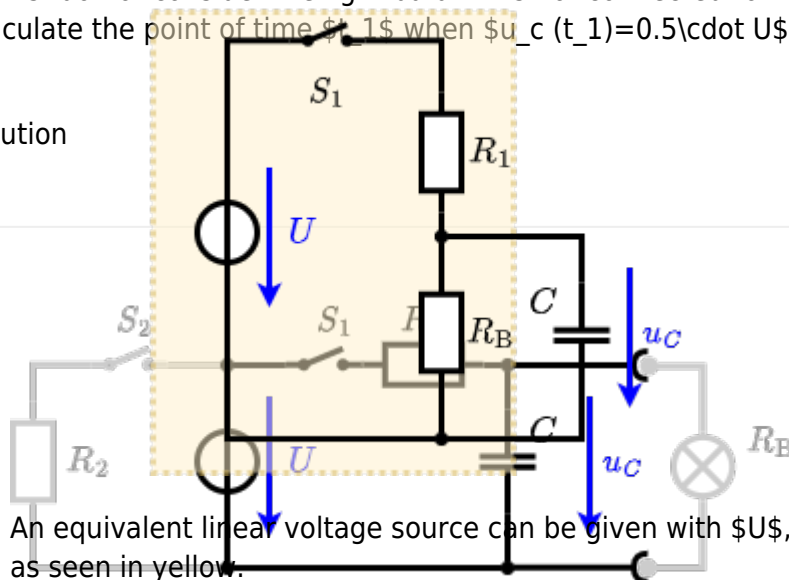 culate the point of time $t_1$ when $u_c (t_1)=0.5\cdot U$
ution
S1
R1
U
S2
S1
RB
C
uC
R2
U
C
uC
RB
An equivalent linear voltage source can be given with $U$,
as seen in yellow.